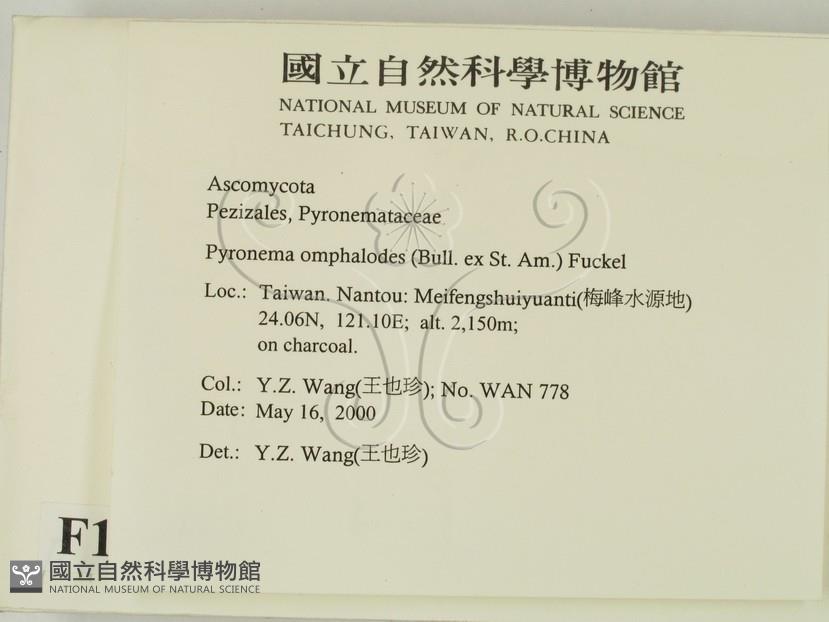 國立自然科學博物館
NATIONAL MUSEUM OF NATURAL SCIENCE
TAICHUNG, TAIWAN, R.O.CHINA
Ascomycota
Pezizales, Pyronemataceae
Pyronema omphalodes (Bull. ex St. Am.) Fuckel
Loc.: Taiwan. Nantou: Meifengshuiyuanti(梅峰水源地)
24.06N, 121.10E; alt. 2,150m;
on charcoal.
Col.: Y.Z. Wang(王也珍); No. WAN 778
Date: May 16, 2000
Det.: Y.Z. Wang(王也珍)
F1
國立自然科學博物館
NATIONAL MUSEUM OF NATURAL SCIENCE